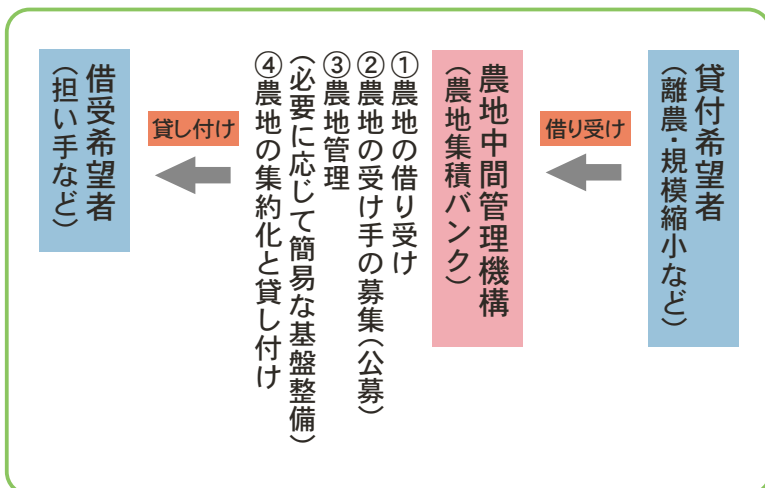 貸付希望者
（離農・規模縮小など）
借り受け
農地中間管理機構
（農地集積バンク）
①農地の借り受け
②農地の受け手の募集（公募）
③農地管理
（必要に応じて簡易な基盤整備）
④農地の集約化と貸し付け
貸し付け
借受希望者
（担い手など）